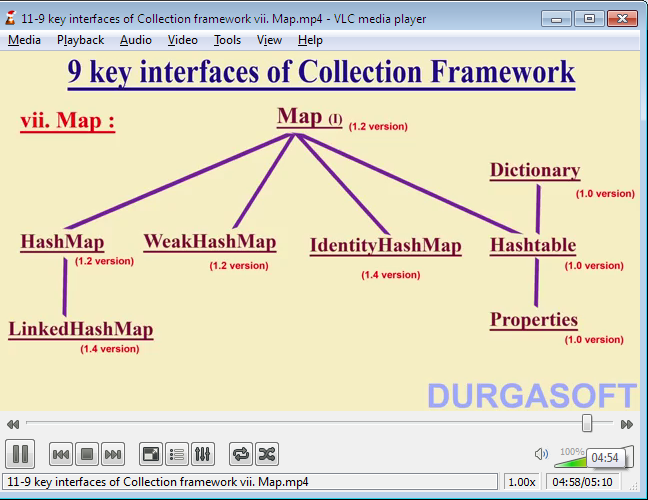 11-9 key interfaces of Collection framework vii. Map.mp4 - VLC media player
Media Playback Audio Video Tools View Help
9 key interfaces of Collection Framework
vii. Map :
Map (I) (1.2 version)
Dictionary
(1.0 version)
HashMap
(1.2 version)
WeakHashMap
(1.2 version)
IdentityHashMap
(1.4 version)
Hashtable
(1.0 version)
LinkedHashMap
(1.4 version)
Properties
(1.0 version)
DURGASOFT
100%
04:54
11-9 key interfaces of Collection framework vii. Map.mp4 1.00x 04:58/05:10